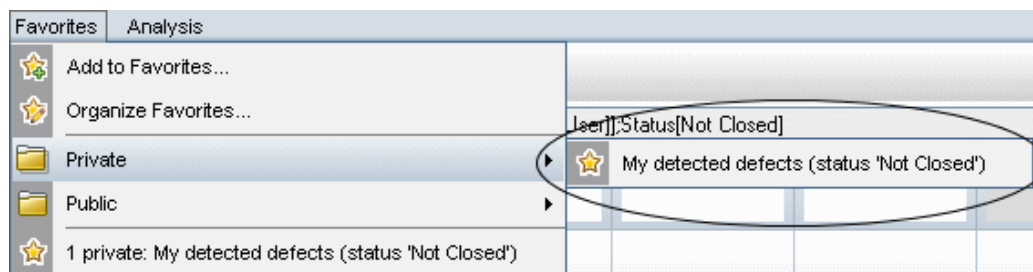 Favorites Analysis
Add to Favorites...
Organize Favorites...
User]];Status[Not Closed]
Private
My detected defects (status 'Not Closed')
Public
1 private: My detected defects (status 'Not Closed')